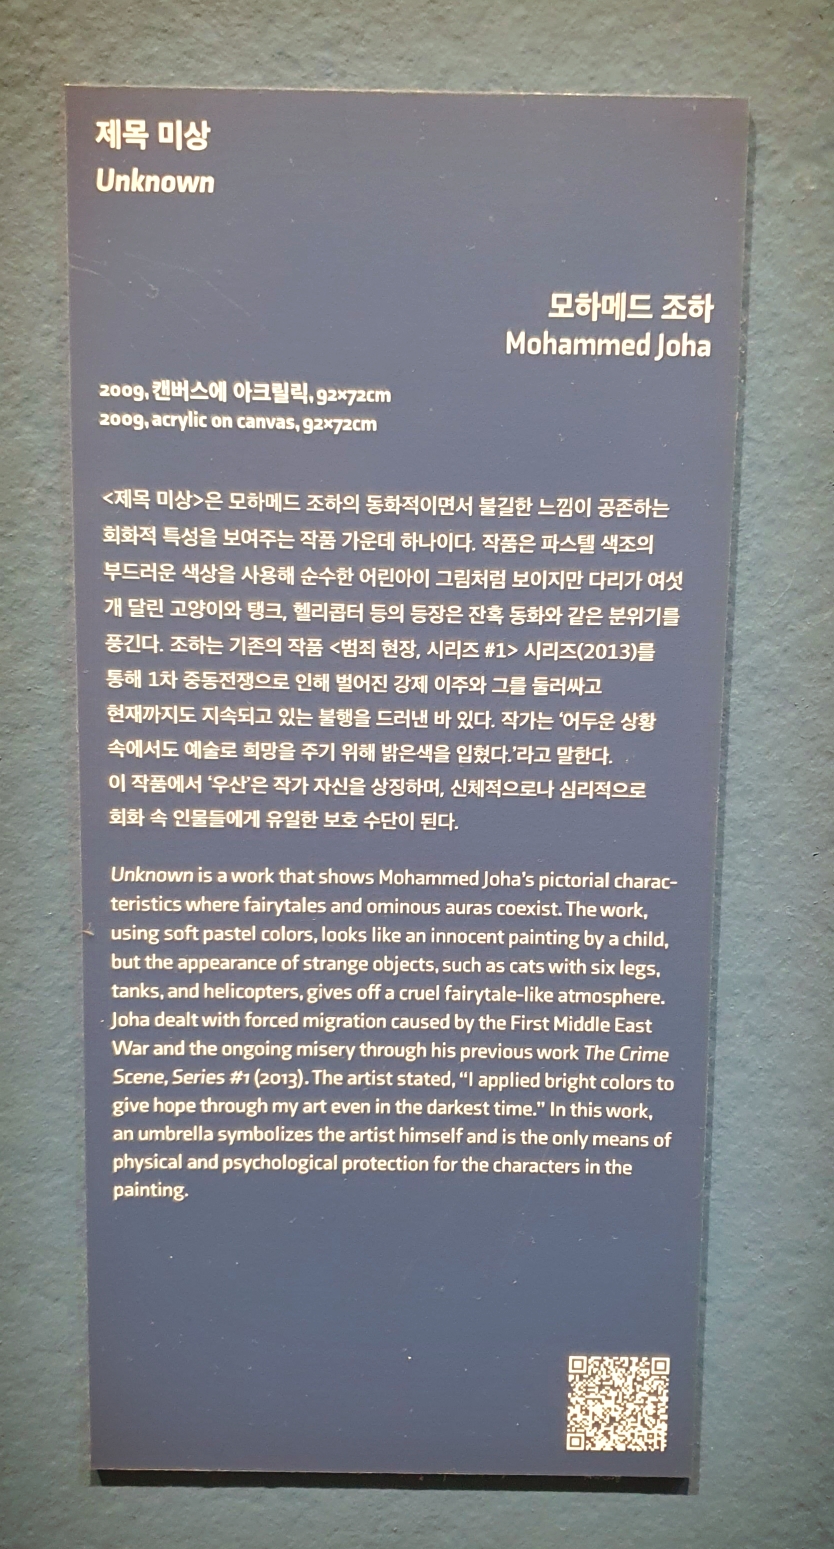 제목 미상
Unknown
모하메드 조하
Mohammed Joha
2009, 캔버스에 아크릴릭, 92×72cm
2009, acrylic on canvas, 92×72cm
<제목 미상>은 모하메드 조하의 동화적이면서 불길한 느낌이 공존하는
회화적 특성을 보여주는 작품 가운데 하나이다. 작품은 파스텔 색조의
부드러운 색상을 사용해 순수한 어린아이 그림처럼 보이지만 다리가 여섯
개 달린 고양이와 탱크, 헬리콥터 등의 등장은 잔혹 동화와 같은 분위기를
풍긴다. 조하는 기존의 작품 <범죄 현장, 시리즈 #1> 시리즈(2013)를
통해 1차 중동전쟁으로 인해 벌어진 강제 이주와 그를 둘러싸고
현재까지도 지속되고 있는 불행을 드러낸 바 있다. 작가는 ‘어두운 상황
속에서도 예술로 희망을 주기 위해 밝은색을 입혔다.’라고 말한다.
이 작품에서 ‘우산’은 작가 자신을 상징하며, 신체적으로나 심리적으로
회화 속 인물들에게 유일한 보호 수단이 된다.
Unknown is a work that shows Mohammed Joha’s pictorial charac-
teristics where fairytales and ominous auras coexist. The work,
using soft pastel colors, looks like an innocent painting by a child,
but the appearance of strange objects, such as cats with six legs,
tanks, and helicopters, gives off a cruel fairytale-like atmosphere.
Joha dealt with forced migration caused by the First Middle East
War and the ongoing misery through his previous work The Crime
Scene, Series #1 (2013). The artist stated, “I applied bright colors to
give hope through my art even in the darkest time.” In this work,
an umbrella symbolizes the artist himself and is the only means of
physical and psychological protection for the characters in the
painting.